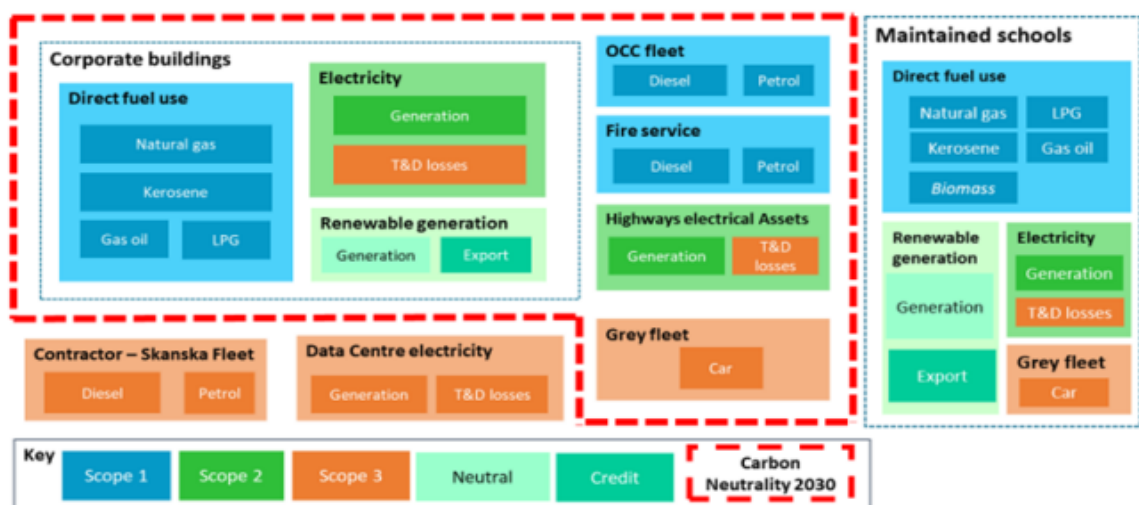 Corporate buildings
Direct fuel use
Natural gas
Kerosene
Gas oil
LPG
Electricity
Generation
T&D losses
Renewable generation
Generation
Export
OCC fleet
Diesel
Petrol
Fire service
Diesel
Petrol
Highways electrical Assets
Generation
T&D
losses
Grey fleet
Car
Contractor – Skanska Fleet
Diesel
Petrol
Data Centre electricity
Generation
T&D losses
Maintained schools
Direct fuel use
Natural gas
LPG
Kerosene
Gas oil
Biomass
Renewable
generation
Generation
Export
Electricity
Generation
T&D losses
Grey fleet
Car
Key
Scope 1
Scope 2
Scope 3
Neutral
Credit
Carbon
Neutrality 2030